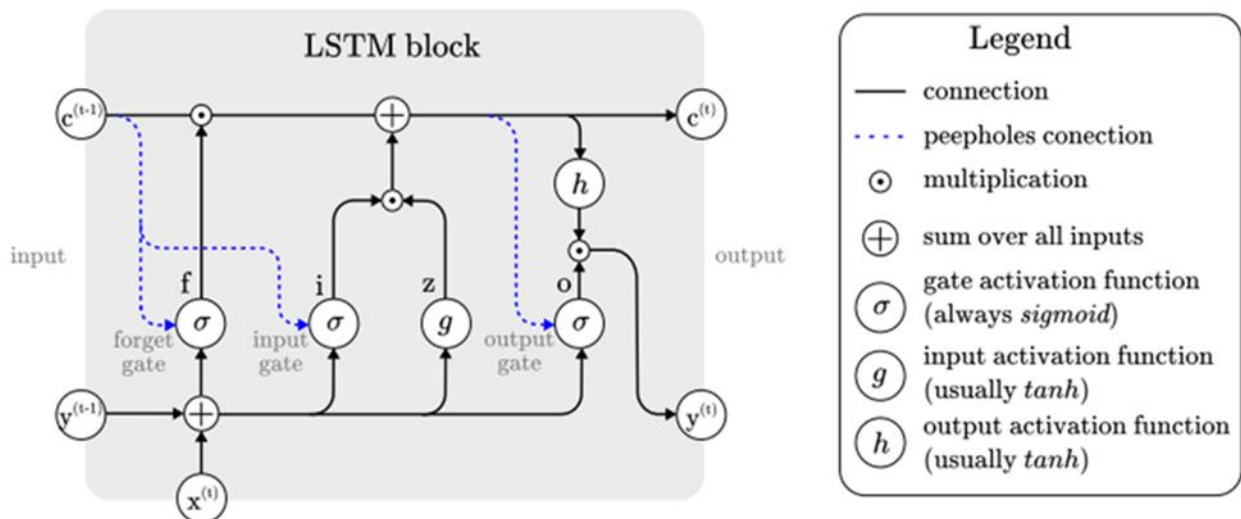 LSTM block
c(t-1)
c(t)
h
input
output
f
i
z
o
σ
σ
g
σ
forget
gate
input
gate
output
gate
y(t-1)
y(t)
x(t)
Legend
connection
peepholes conection
multiplication
sum over all inputs
σ
gate activation function
(always sigmoid)
g
input activation function
(usually tanh)
h
output activation function
(usually tanh)